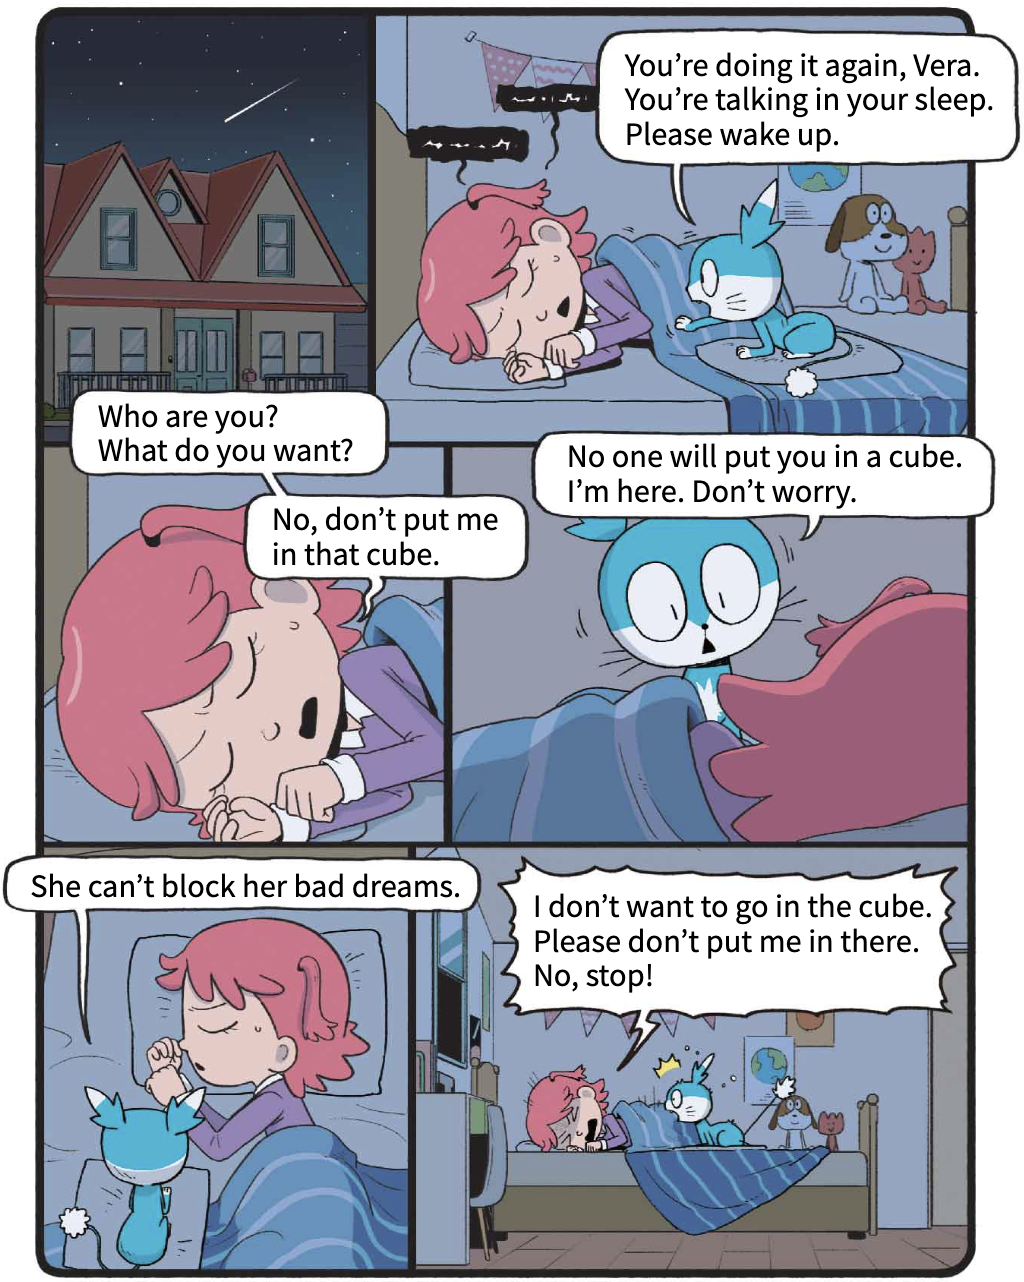 You’re doing it again, Vera.
You’re talking in your sleep.
Please wake up.
Who are you?
What do you want?
No, don’t put me
in that cube.
No one will put you in a cube.
I’m here. Don’t worry.
She can’t block her bad dreams.
I don’t want to go in the cube.
Please don’t put me in there.
No, stop!